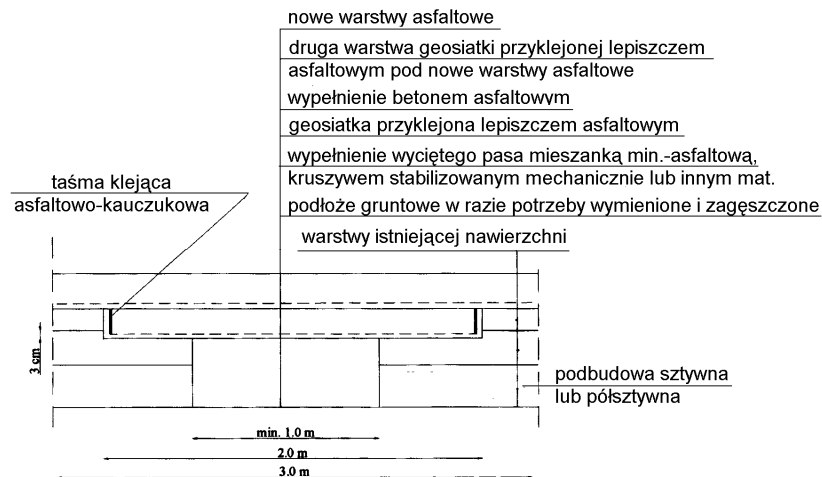 nowe warstwy asfaltowe
druga warstwa geosiatki przyklejonej lepiszczem
asfaltowym pod nowe warstwy asfaltowe
wypełnienie betonem asfaltowym
geosiatka przyklejona lepiszczem asfaltowym
wypełnienie wyciętego pasa mieszanką min.-asfaltową,
kruszywem stabilizowanym mechanicznie lub innym mat.
podłoże gruntowe w razie potrzeby wymienione i zagęszczone
warstwy istniejącej nawierzchni
taśma klejąca
asfaltowo-kauczukowa
3 cm
podbudowa sztywna
lub półsztywna
min. 1.0 m
2.0 m
3.0 m